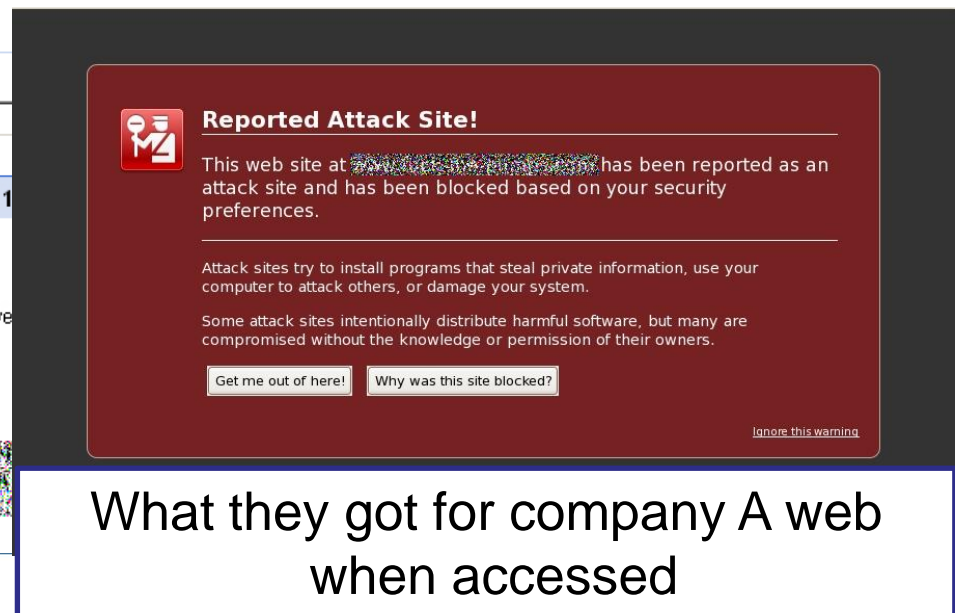 Reported Attack Site!
This web site at has been reported as an
attack site and has been blocked based on your security
preferences.
Attack sites try to install programs that steal private information, use your
computer to attack others, or damage your system.
Some attack sites intentionally distribute harmful software, but many are
compromised without the knowledge or permission of their owners.
Get me out of here! Why was this site blocked?
Ignore this warning
What they got for company A web
when accessed